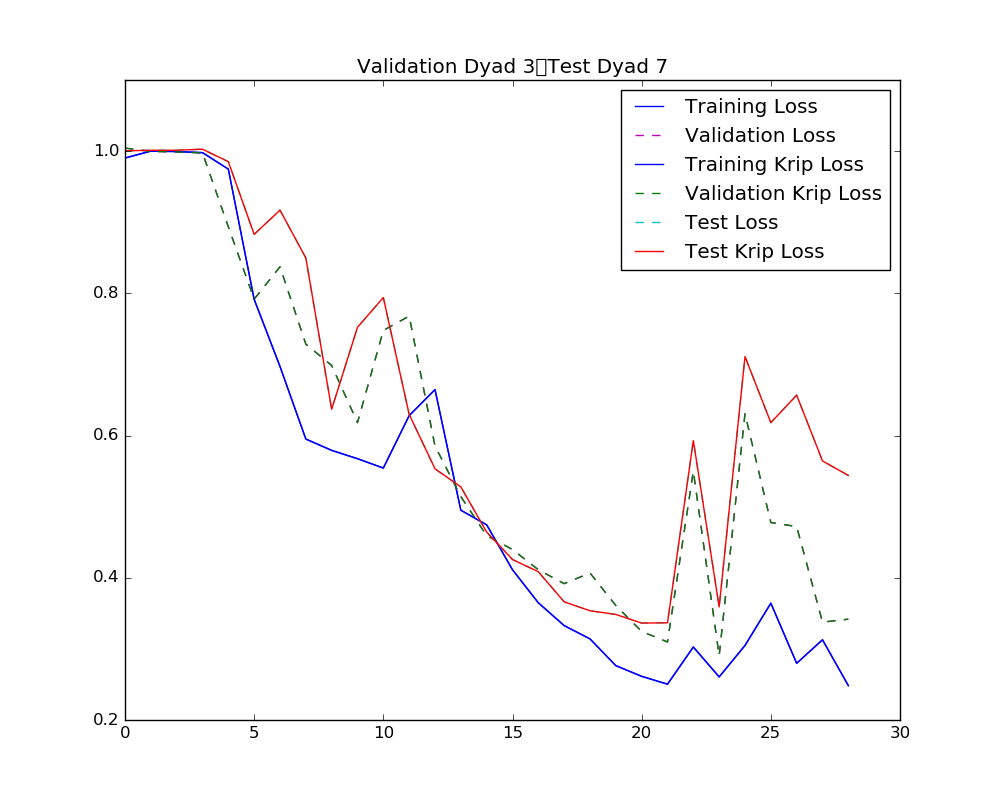 Validation Dyad 3▯Test Dyad 7
Training Loss
Validation Loss
Training Krip Loss
Validation Krip Loss
Test Loss
Test Krip Loss
1.0
0.8
0.6
0.4
0.2
0 5 10 15 20 25 30